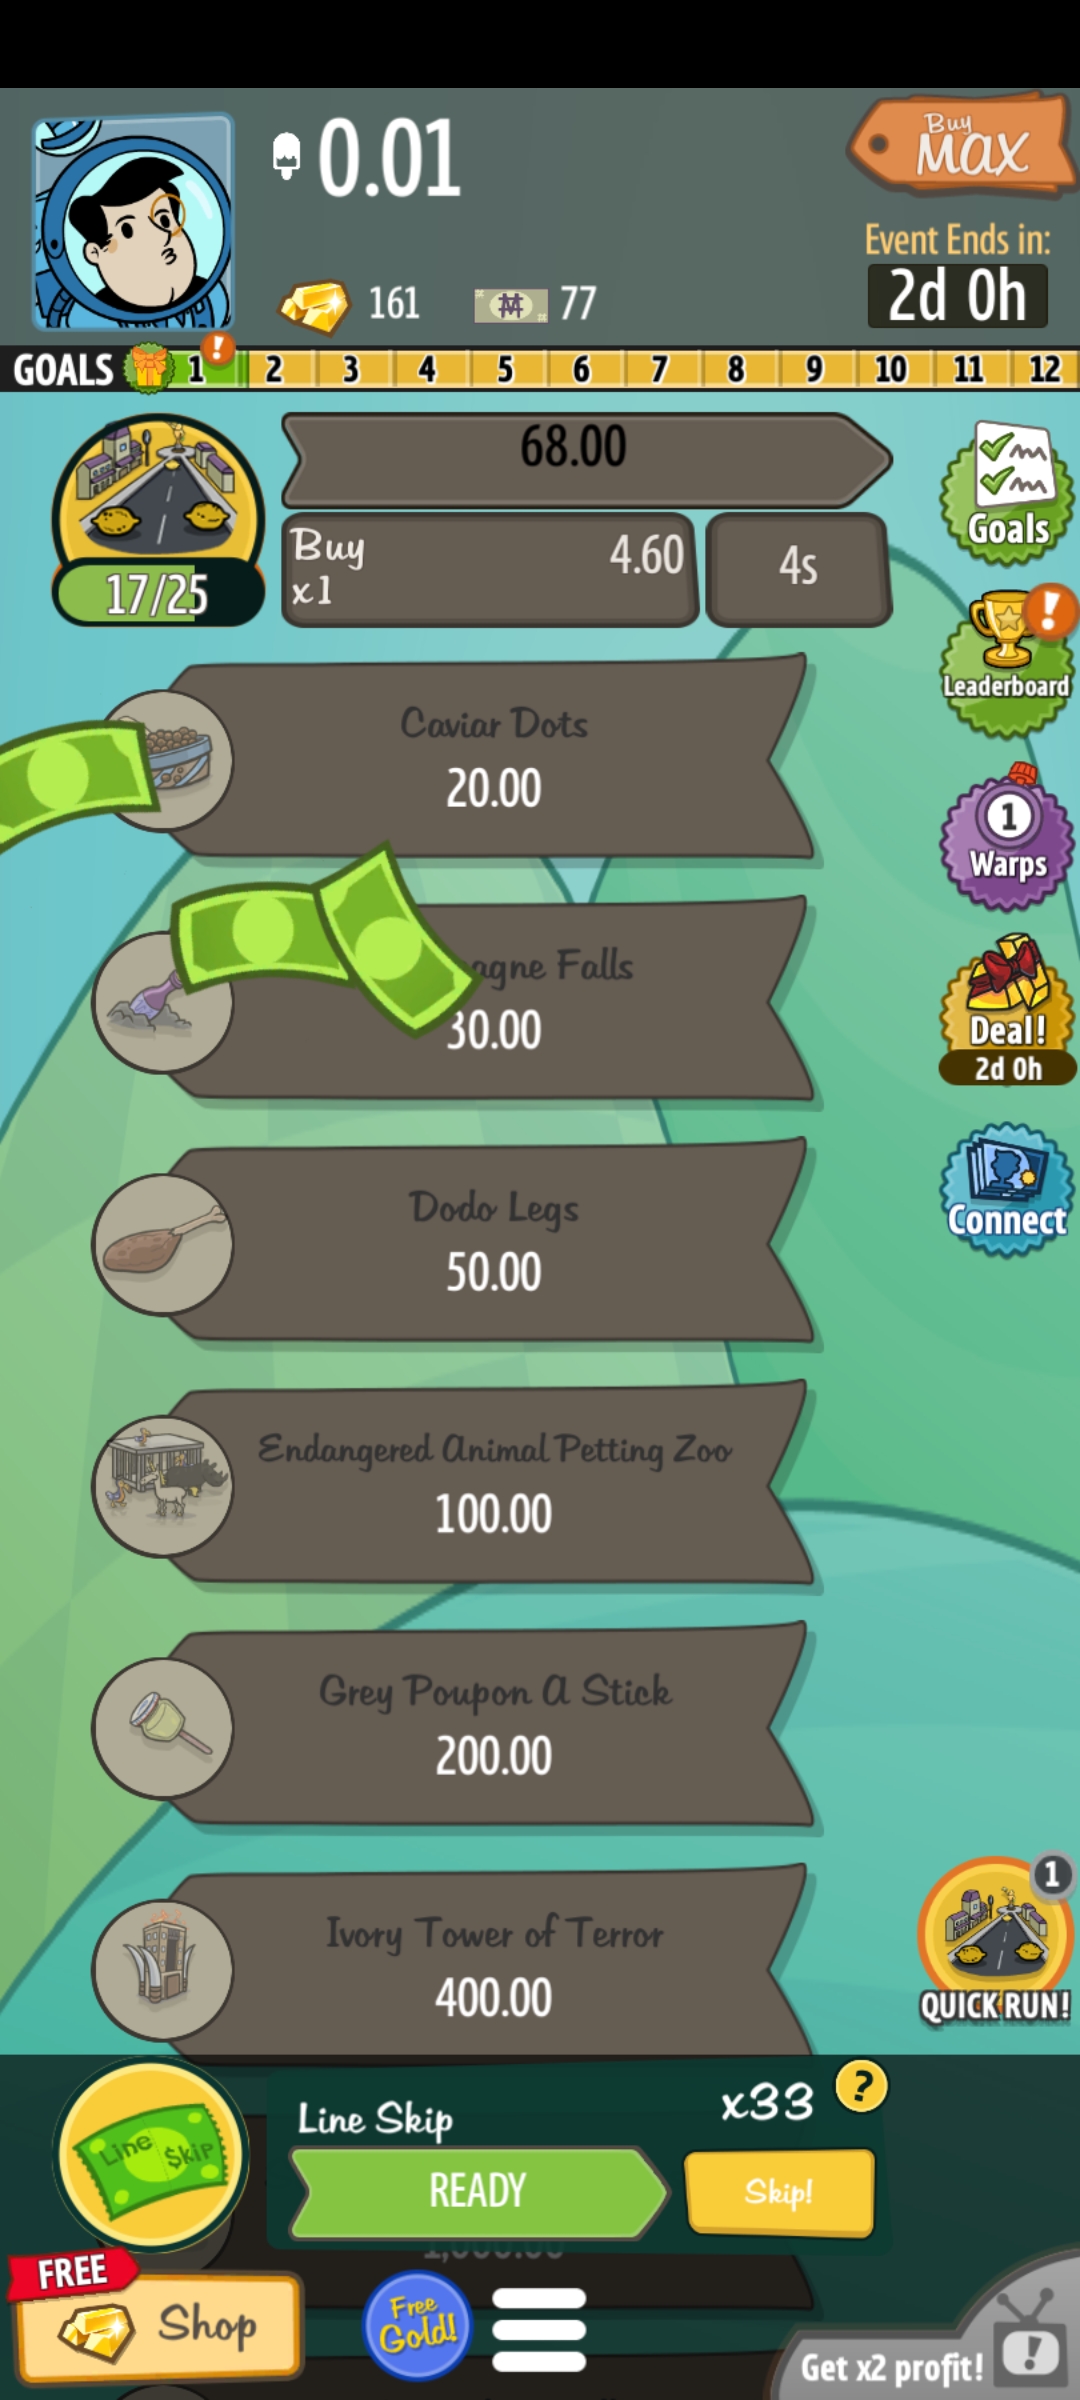 0.01
Buy
MAX
Event Ends in:
2d 0h
161
77
GOALS 1 ! 2 3 4 5 6 7 8 9 10 11 12
68.00
Buy
x1
4.60
4s
17/25
Goals
!
Leaderboard
Caviar Dots
20.00
1
Warps
agne Falls
30.00
Deal!
2d 0h
Dodo Legs
50.00
Connect
Endangered Animal Petting Zoo
100.00
Grey Poupon A Stick
200.00
Ivory Tower of Terror
400.00
1
QUICK RUN!
Line $kip
Line Skip
x33
?
READY
Skip!
FREE
Shop
Free
Gold!
Get x2 profit!
!